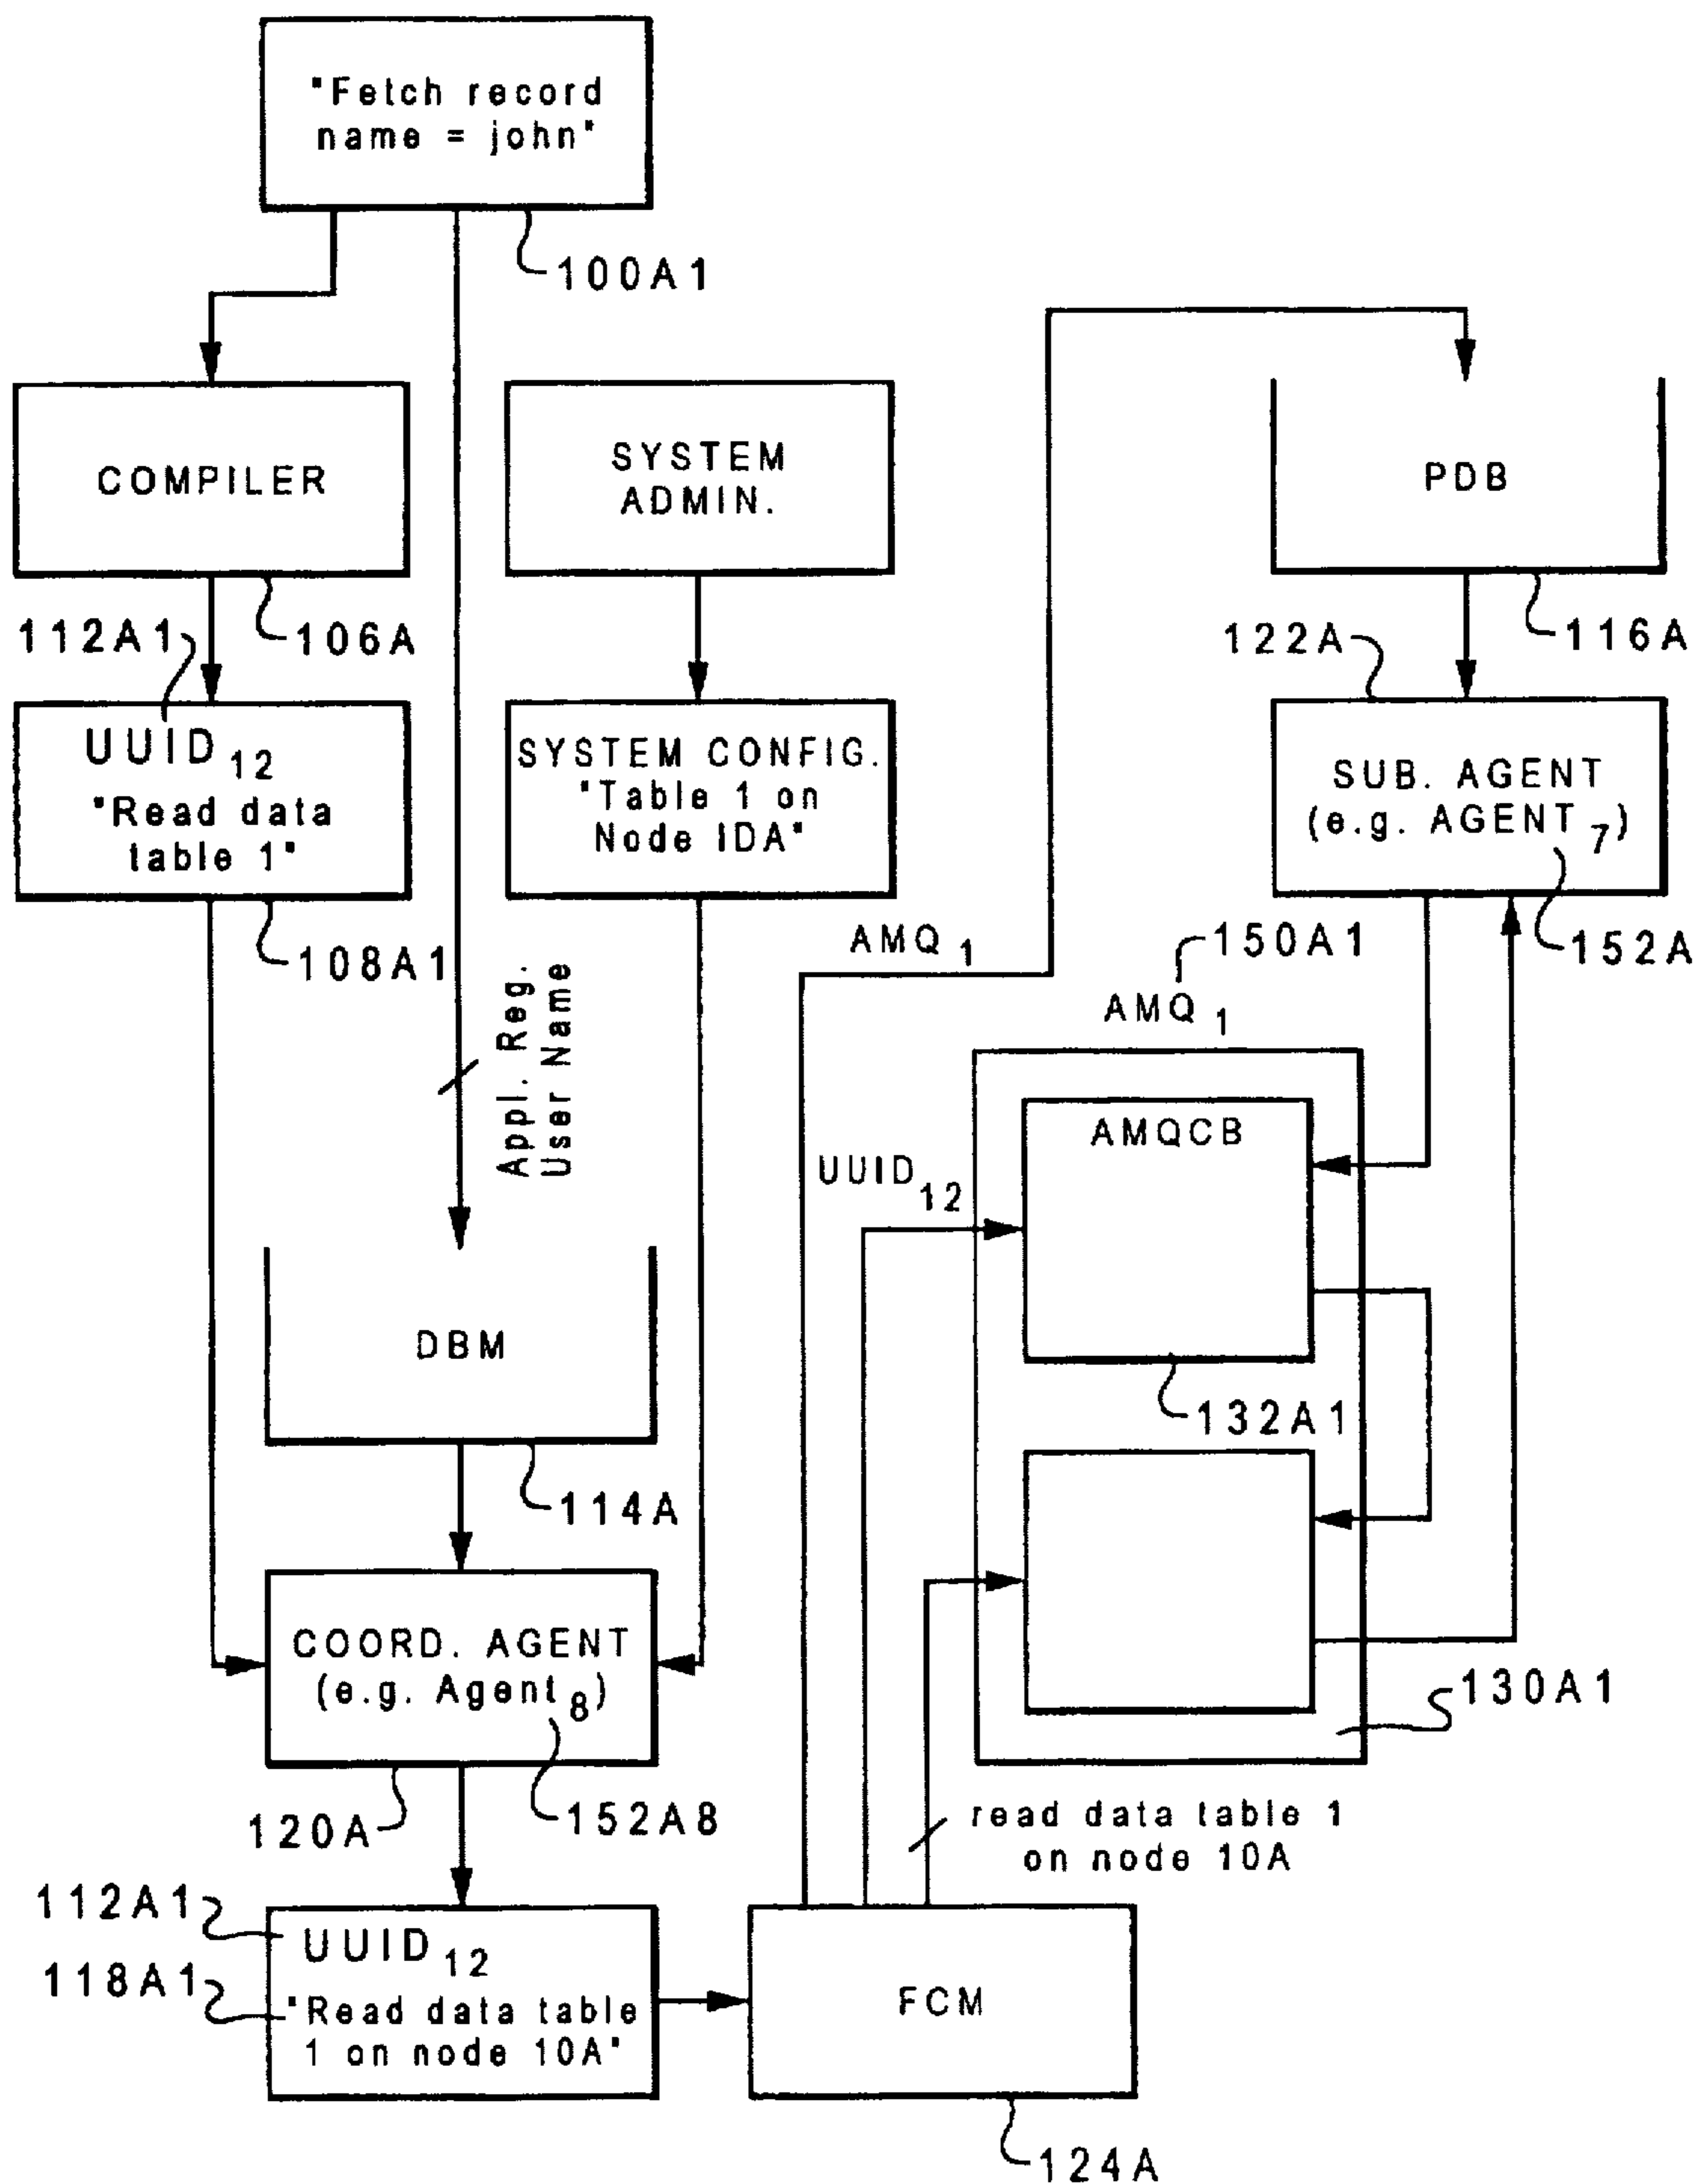 "Fetch record
name = john"
100A1
COMPILER
SYSTEM
ADMIN.
PDB
112A1
106A
122A
116A
UUID12
"Read data
table 1"
SYSTEM CONFIG.
"Table 1 on
Node IDA"
SUB. AGENT
(e.g. AGENT7)
108A1
AMQ1
150A1
152A
Appl. Reg.
User Name
AMQ1
AMQCB
UUID12
DBM
132A1
114A
COORD. AGENT
(e.g. Agent8)
130A1
120A
152A8
read data table 1
on node 10A
112A1
UUID12
118A1
"Read data table
1 on node 10A"
FCM
124A